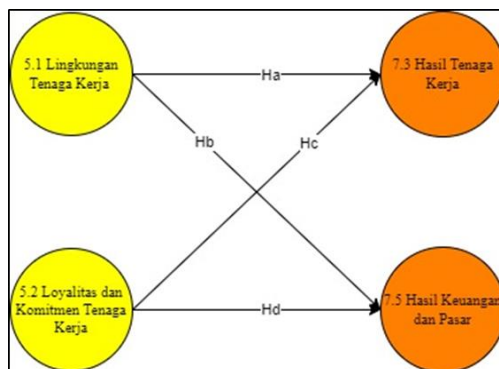 5.1 Lingkungan
Tenaga Kerja
Ha
7.3 Hasil Tenaga
Kerja
Hb
Hc
5.2 Loyalitas dan
Komitmen Tenaga
Kerja
Hd
7.5 Hasil Keuangan
dan Pasar